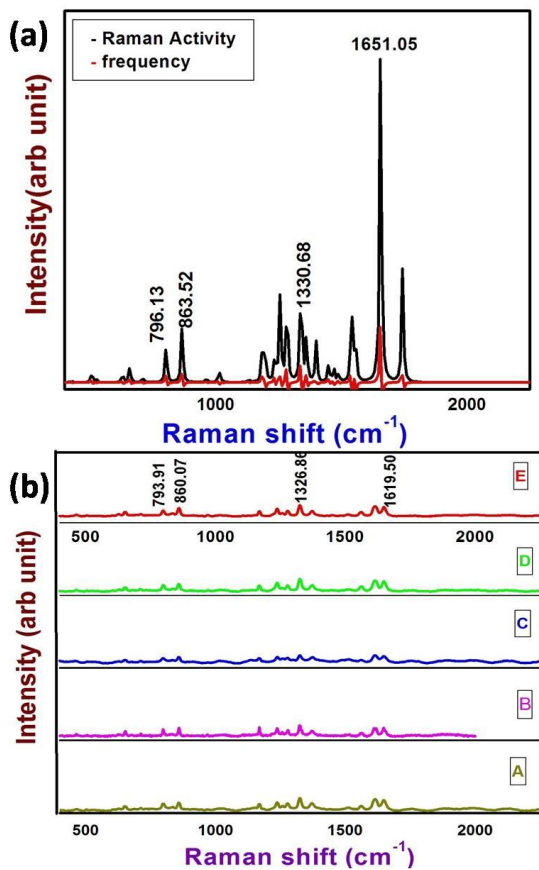 (a)
- Raman Activity
- frequency
1651.05
796.13
863.52
1330.68
Intensity(arb unit)
1000
2000
Raman shift (cm-1)
(b)
793.91
860.07
1326.86
1619.50
E
500
1000
1500
2000
D
C
B
A
Intensity (arb unit)
500
1000
1500
2000
Raman shift (cm-1)